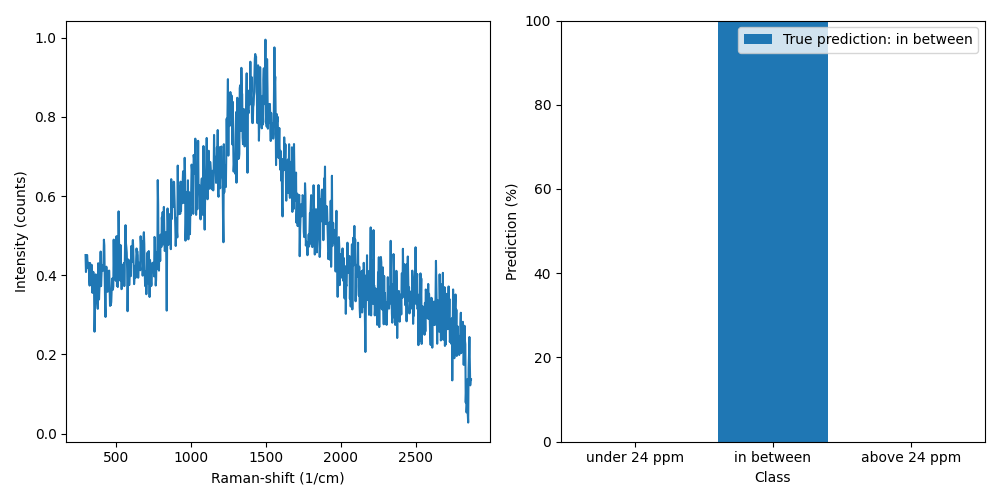 1.0
0.8
0.6
0.4
0.2
0.0
Intensity (counts)
500 1000 1500 2000 2500
Raman-shift (1/cm)
100
80
60
40
20
0
Prediction (%)
True prediction: in between
under 24 ppm in between above 24 ppm
Class